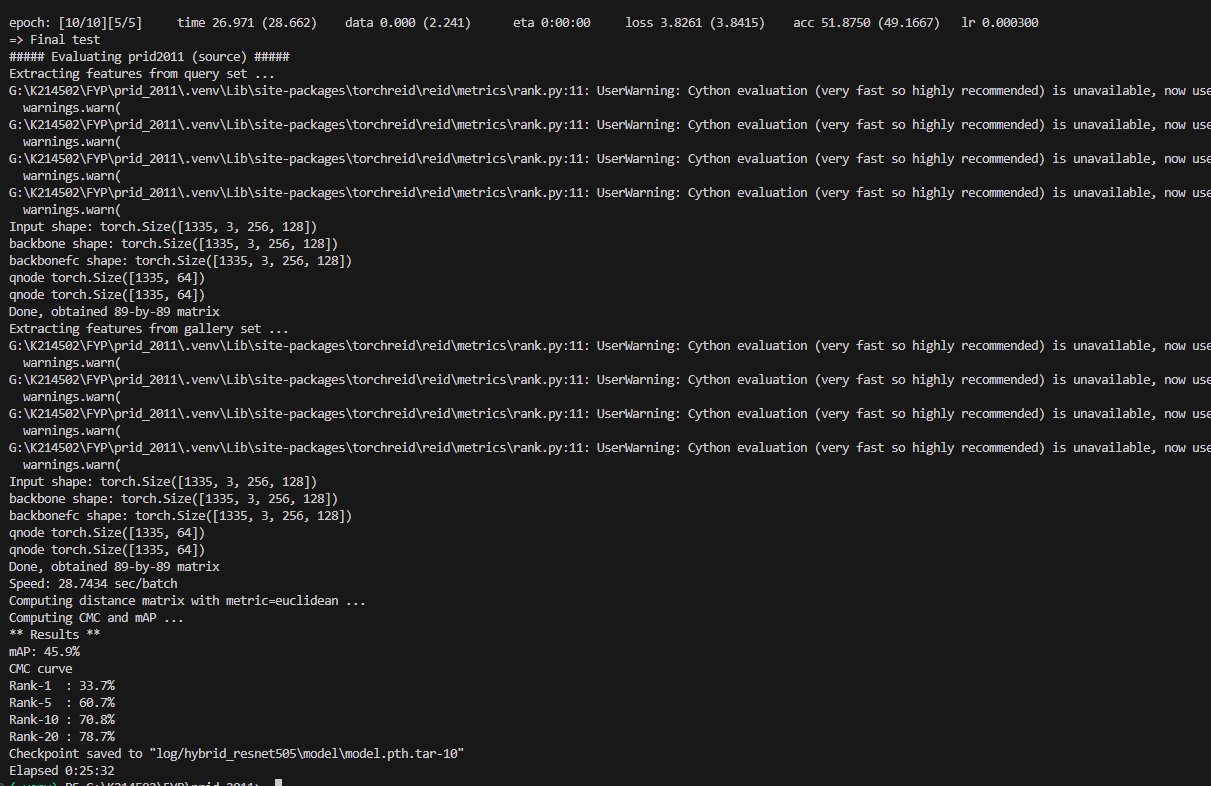 epoch: [10/10][5/5]     time 26.971 (28.662)    data 0.000 (2.241)      eta 0:00:00     loss 3.8261 (3.8415)    acc 51.8750 (49.1667)   lr 0.000300
=> Final test
##### Evaluating prid2011 (source) #####
Extracting features from query set ...
G:\K214502\FYP\prid_2011\.venv\Lib\site-packages\torchreid\reid\metrics\rank.py:11: UserWarning: Cython evaluation (very fast so highly recommended) is unavailable, now use
  warnings.warn(
G:\K214502\FYP\prid_2011\.venv\Lib\site-packages\torchreid\reid\metrics\rank.py:11: UserWarning: Cython evaluation (very fast so highly recommended) is unavailable, now use
  warnings.warn(
G:\K214502\FYP\prid_2011\.venv\Lib\site-packages\torchreid\reid\metrics\rank.py:11: UserWarning: Cython evaluation (very fast so highly recommended) is unavailable, now use
  warnings.warn(
G:\K214502\FYP\prid_2011\.venv\Lib\site-packages\torchreid\reid\metrics\rank.py:11: UserWarning: Cython evaluation (very fast so highly recommended) is unavailable, now use
  warnings.warn(
Input shape: torch.Size([1335, 3, 256, 128])
backbone shape: torch.Size([1335, 3, 256, 128])
backbonefc shape: torch.Size([1335, 3, 256, 128])
qnode torch.Size([1335, 64])
qnode torch.Size([1335, 64])
Done, obtained 89-by-89 matrix
Extracting features from gallery set ...
G:\K214502\FYP\prid_2011\.venv\Lib\site-packages\torchreid\reid\metrics\rank.py:11: UserWarning: Cython evaluation (very fast so highly recommended) is unavailable, now use
  warnings.warn(
G:\K214502\FYP\prid_2011\.venv\Lib\site-packages\torchreid\reid\metrics\rank.py:11: UserWarning: Cython evaluation (very fast so highly recommended) is unavailable, now use
  warnings.warn(
G:\K214502\FYP\prid_2011\.venv\Lib\site-packages\torchreid\reid\metrics\rank.py:11: UserWarning: Cython evaluation (very fast so highly recommended) is unavailable, now use
  warnings.warn(
G:\K214502\FYP\prid_2011\.venv\Lib\site-packages\torchreid\reid\metrics\rank.py:11: UserWarning: Cython evaluation (very fast so highly recommended) is unavailable, now use
  warnings.warn(
Input shape: torch.Size([1335, 3, 256, 128])
backbone shape: torch.Size([1335, 3, 256, 128])
backbonefc shape: torch.Size([1335, 3, 256, 128])
qnode torch.Size([1335, 64])
qnode torch.Size([1335, 64])
Done, obtained 89-by-89 matrix
Speed: 28.7434 sec/batch
Computing distance matrix with metric=euclidean ...
Computing CMC and mAP ...
** Results **
mAP: 45.9%
CMC curve
Rank-1  : 33.7%
Rank-5  : 60.7%
Rank-10 : 70.8%
Rank-20 : 78.7%
Checkpoint saved to "log/hybrid_resnet505\model\model.pth.tar-10"
Elapsed 0:25:32